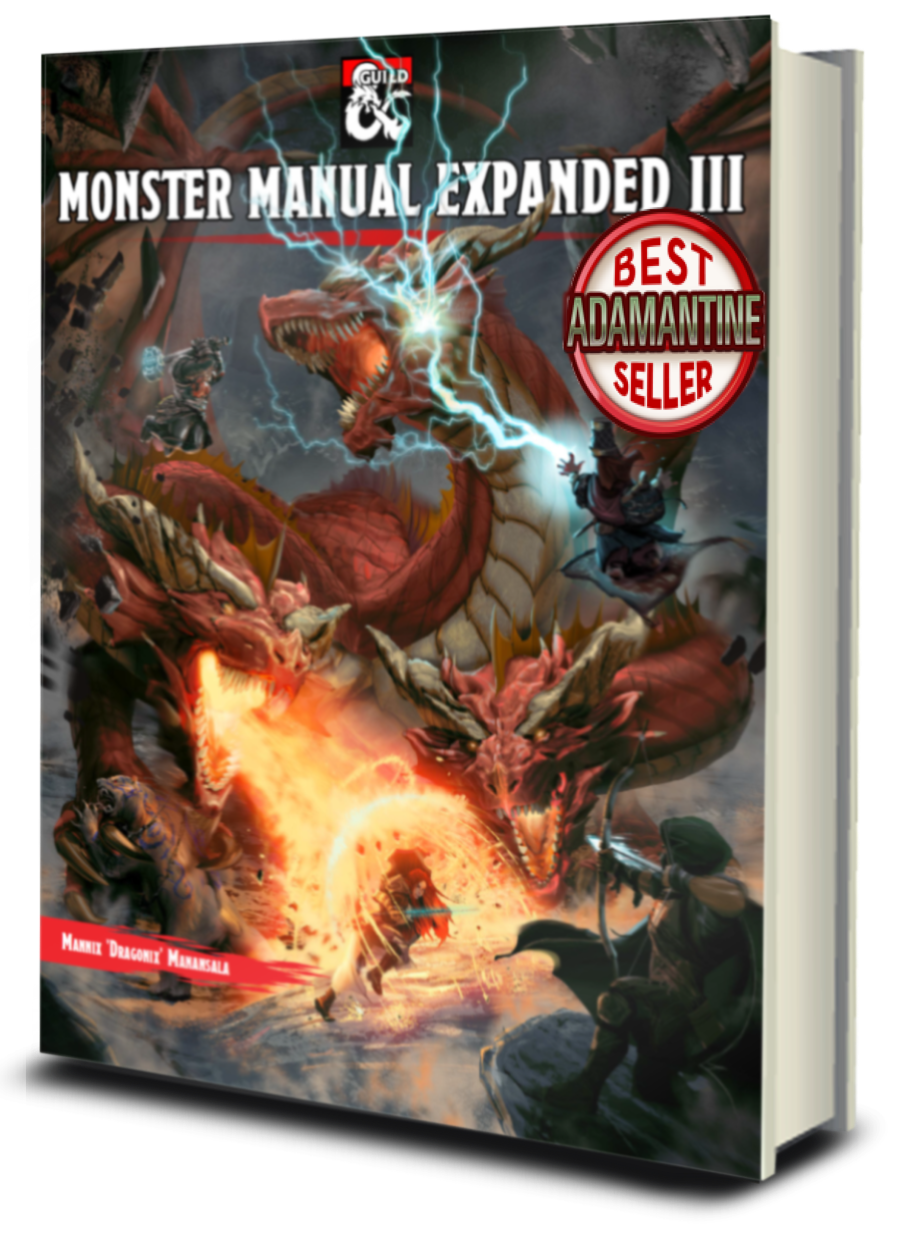 GUILD
MONSTER MANUAL EXPANDED III
BEST
ADAMANTINE
SELLER
MANNIX 'DRAGONIX' MANANSALA